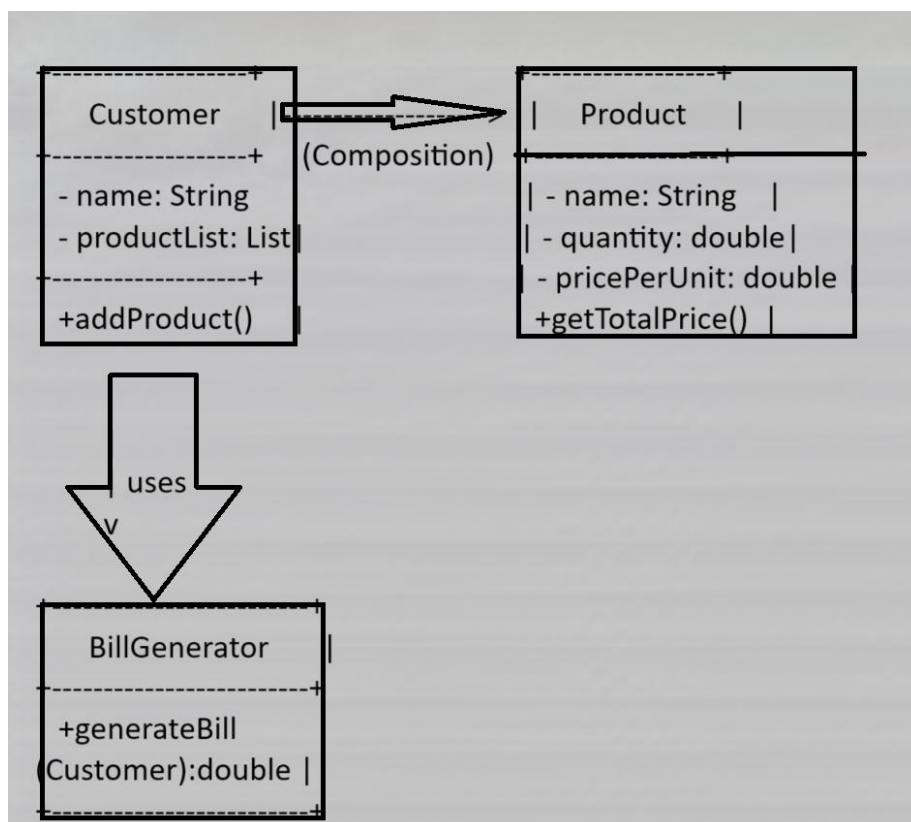 Customer
- name: String
- productList: List
+addProduct()
(Composition)
Product
- name: String
- quantity: double
- pricePerUnit: double
+getTotalPrice()
uses
v
BillGenerator
+generateBill
(Customer):double